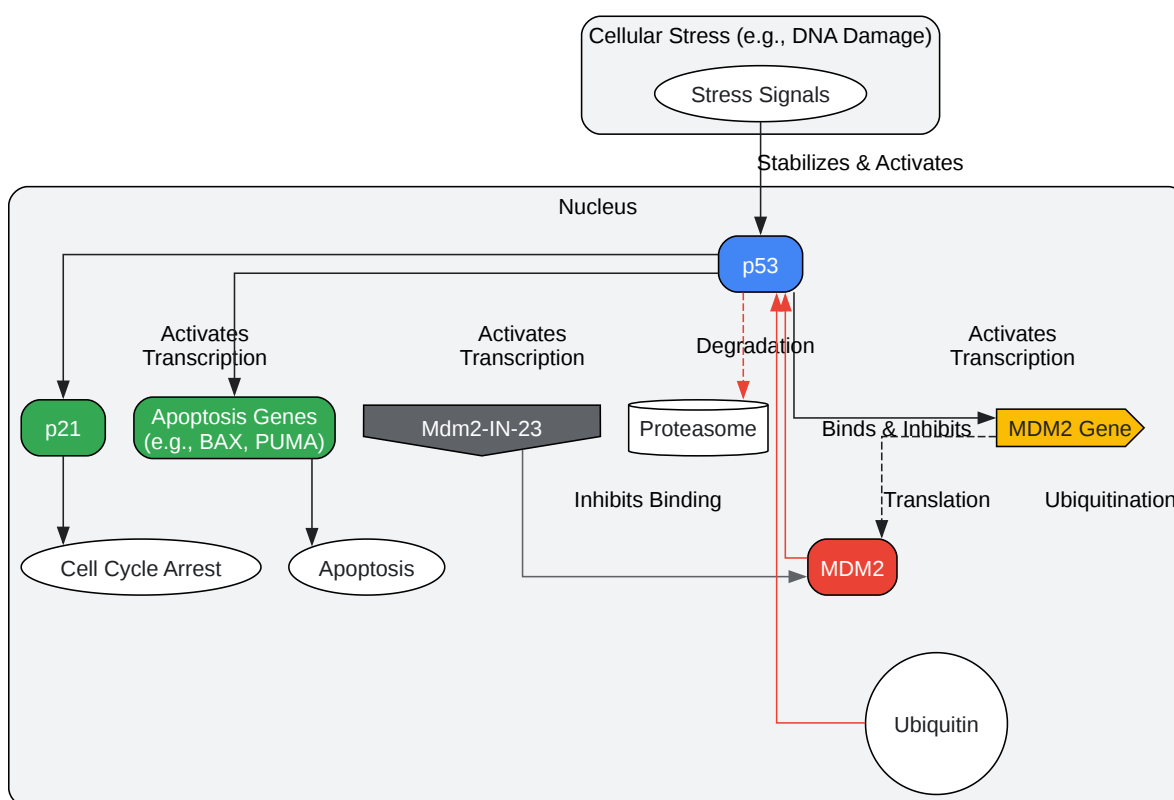 Cellular Stress (e.g., DNA Damage)
Stress Signals
Stabilizes & Activates
Nucleus
p53
Activates
Transcription
Activates
Transcription
Degradation
Activates
Transcription
p21
Apoptosis Genes
(e.g., BAX, PUMA)
Mdm2-IN-23
Proteasome
Binds & Inhibits
MDM2 Gene
Inhibits Binding
Translation
Ubiquitination
Cell Cycle Arrest
Apoptosis
MDM2
Ubiquitin